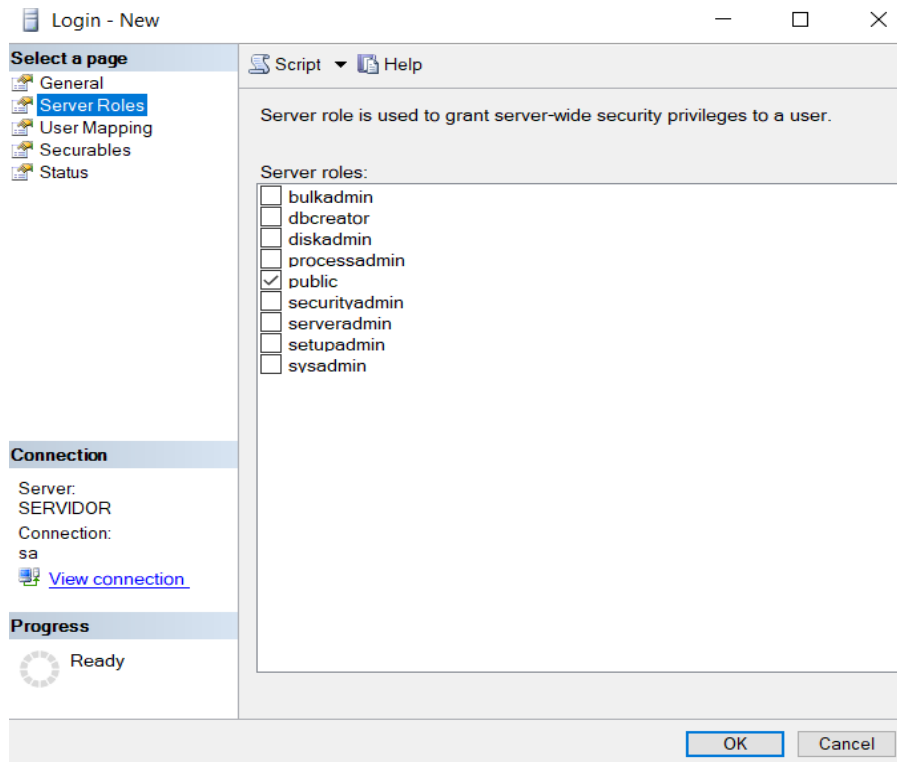 Login - New
Select a page
General
Server Roles
User Mapping
Securables
Status
Script
Help
Server role is used to grant server-wide security privileges to a user.
Server roles:
bulkadmin
dbcreator
diskadmin
processadmin
public
securityadmin
serveradmin
setupadmin
sysadmin
Connection
Server:
SERVIDOR
Connection:
sa
View connection
Progress
Ready
OK
Cancel